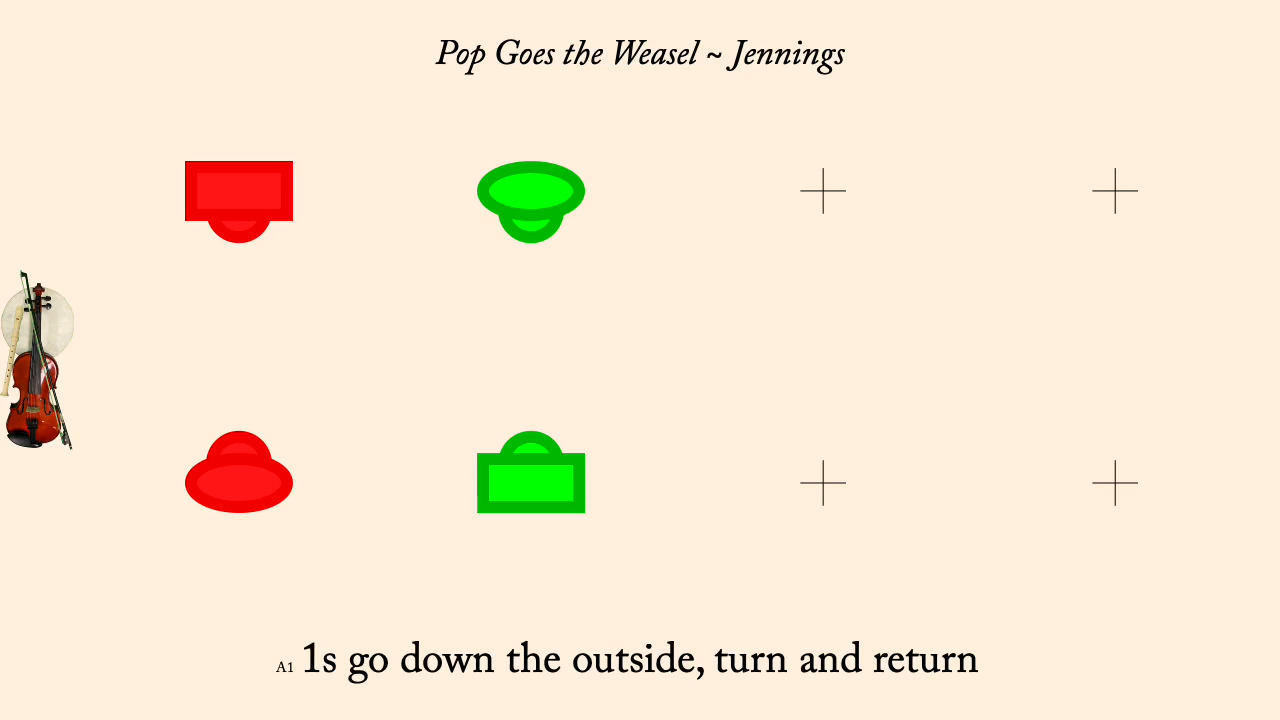 Pop Goes the Weasel ~ Jennings
A1 1s go down the outside, turn and return